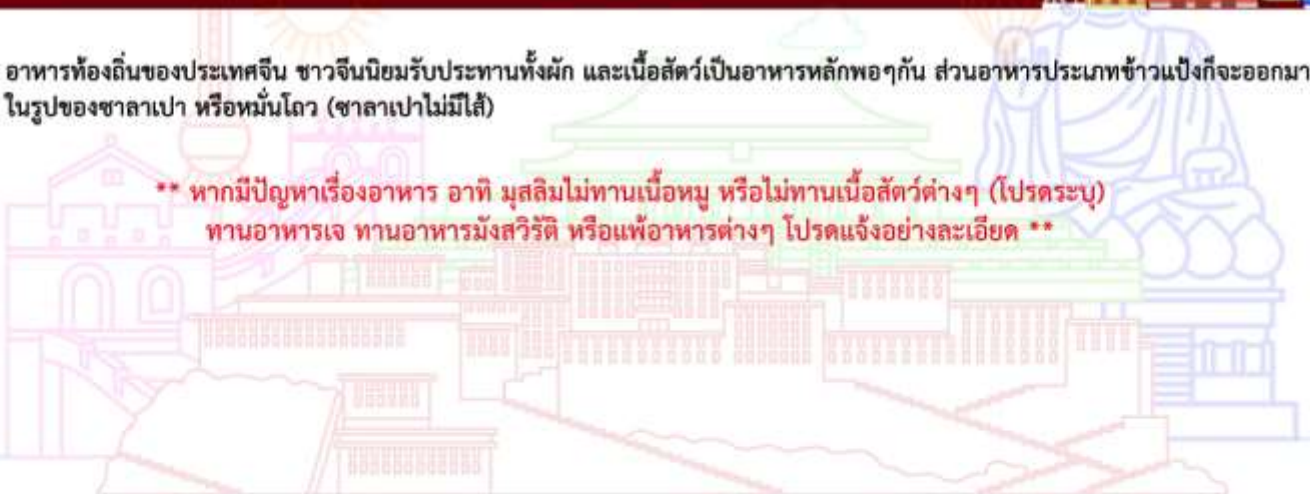 อาหารท้องถิ่นของประเทศจีน ชาวจีนนิยมรับประทานทั้งผัก และเนื้อสัตว์เป็นอาหารหลักพอๆกัน ส่วนอาหารประเภทข้าวแป้งก็จะออกมา
ในรูปของซาลาเปา หรือหมั่นโถว (ซาลาเปาไม่มีไส้)
** หากมีปัญหาเรื่องอาหาร อาทิ มุสลิมไม่ทานเนื้อหมู หรือไม่ทานเนื้อสัตว์ต่างๆ (โปรดระบุ)
ทานอาหารเจ ทานอาหารมังสวิรัติ หรือแพ้อาหารต่างๆ โปรดแจ้งอย่างละเอียด **